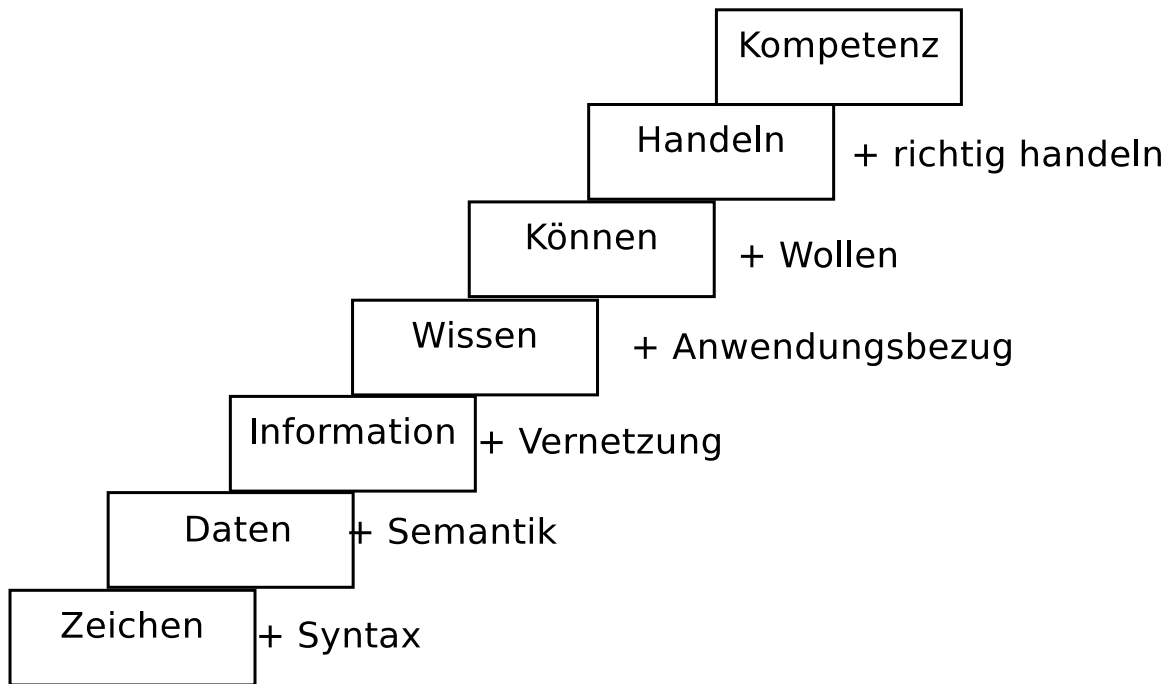 Kompetenz
Handeln
+ richtig handeln
Können
+ Wollen
Wissen
+ Anwendungsbezug
Information
+ Vernetzung
Daten
+ Semantik
Zeichen
+ Syntax